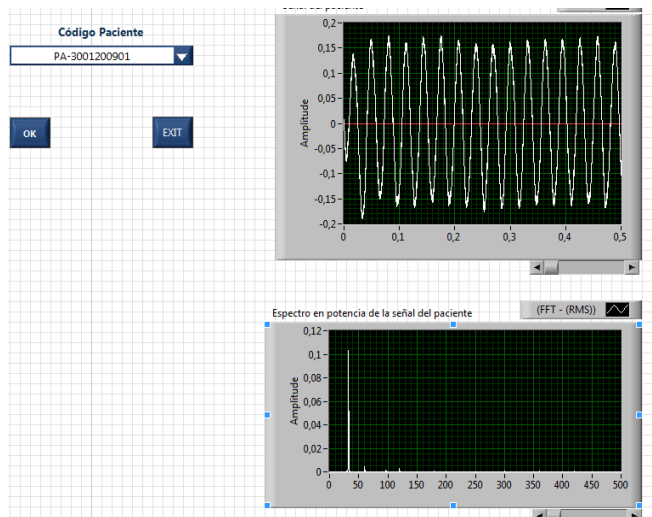 Señal del paciente
Código Paciente
PA-3001200901
OK
EXIT
Amplitude
0,2
0,15
0,1
0,05
0
-0,05
-0,1
-0,15
-0,2
0 0,1 0,2 0,3 0,4 0,5
Espectro en potencia de la señal del paciente
(FFT - (RMS))
Amplitude
0,12
0,1
0,08
0,06
0,04
0,02
0
0 50 100 150 200 250 300 350 400 450 500